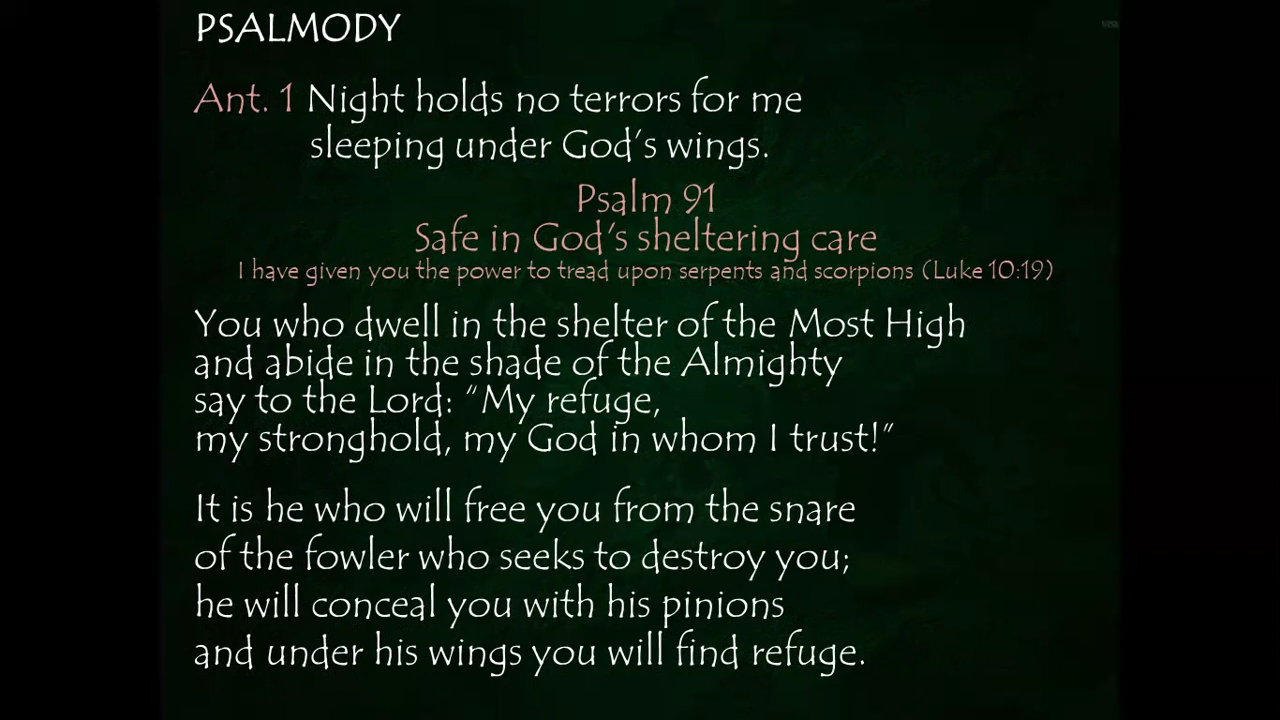 PSALMODY
Ant. 1 Night holds no terrors for me
sleeping under God's wings.
Psalm 91
Safe in God's sheltering care
I have given you the power to tread upon serpents and scorpions (Luke 10:19)
You who dwell in the shelter of the Most High
and abide in the shade of the Almighty
say to the Lord: “My refuge,
my stronghold, my God in whom I trust!”
It is he who will free you from the snare
of the fowler who seeks to destroy you;
he will conceal you with his pinions
and under his wings you will find refuge.